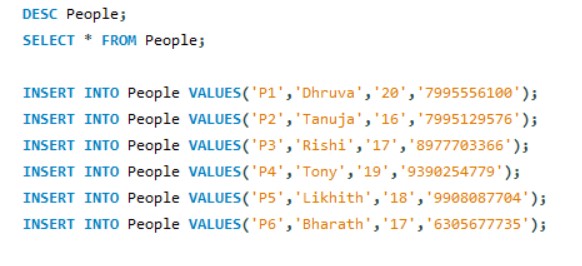 DESC People;
SELECT * FROM People;
INSERT INTO People VALUES('P1','Dhruva','20','7995556100');
INSERT INTO People VALUES('P2','Tanuja','16','7995129576');
INSERT INTO People VALUES('P3','Rishi','17','8977703366');
INSERT INTO People VALUES('P4','Tony','19','9390254779');
INSERT INTO People VALUES('P5','Likhith','18','9908087704');
INSERT INTO People VALUES('P6','Bharath','17','6305677735');